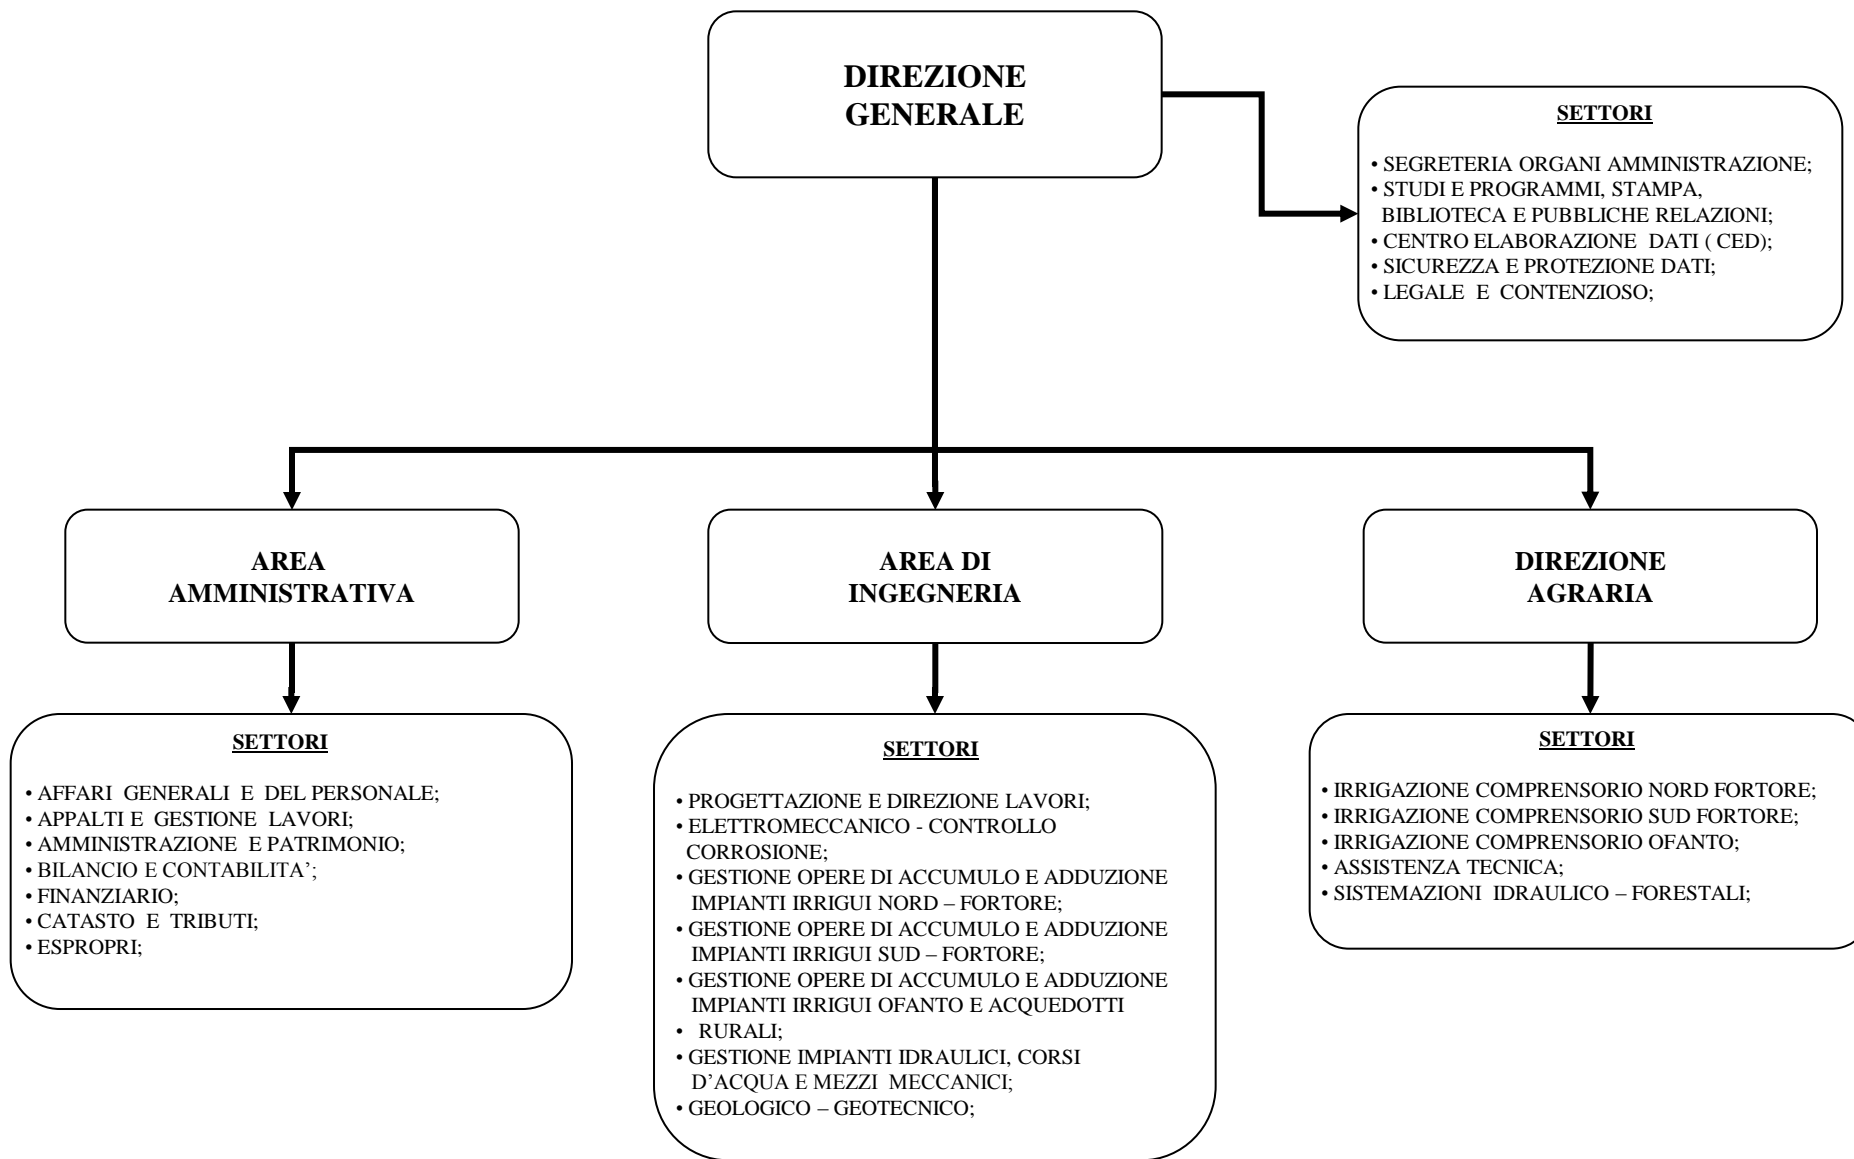 DIREZIONE
GENERALE
SETTORI
• SEGRETERIA ORGANI AMMINISTRAZIONE;
• STUDI E PROGRAMMI, STAMPA,
BIBLIOTECA E PUBBLICHE RELAZIONI;
• CENTRO ELABORAZIONE DATI ( CED);
• SICUREZZA E PROTEZIONE DATI;
• LEGALE E CONTENZIOSO;
AREA
AMMINISTRATIVA
AREA DI
INGEGNERIA
DIREZIONE
AGRARIA
SETTORI
• AFFARI GENERALI E DEL PERSONALE;
• APPALTI E GESTIONE LAVORI;
• AMMINISTRAZIONE E PATRIMONIO;
• BILANCIO E CONTABILITA’;
• FINANZIARIO;
• CATASTO E TRIBUTI;
• ESPROPRI;
SETTORI
• PROGETTAZIONE E DIREZIONE LAVORI;
• ELETTROMECCANICO - CONTROLLO
CORROSIONE;
• GESTIONE OPERE DI ACCUMULO E ADDUZIONE
IMPIANTI IRRIGUI NORD – FORTORE;
• GESTIONE OPERE DI ACCUMULO E ADDUZIONE
IMPIANTI IRRIGUI SUD – FORTORE;
• GESTIONE OPERE DI ACCUMULO E ADDUZIONE
IMPIANTI IRRIGUI OFANTO E ACQUEDOTTI
• RURALI;
• GESTIONE IMPIANTI IDRAULICI, CORSI
D’ACQUA E MEZZI MECCANICI;
• GEOLOGICO – GEOTECNICO;
SETTORI
• IRRIGAZIONE COMPRENSORIO NORD FORTORE;
• IRRIGAZIONE COMPRENSORIO SUD FORTORE;
• IRRIGAZIONE COMPRENSORIO OFANTO;
• ASSISTENZA TECNICA;
• SISTEMAZIONI IDRAULICO – FORESTALI;